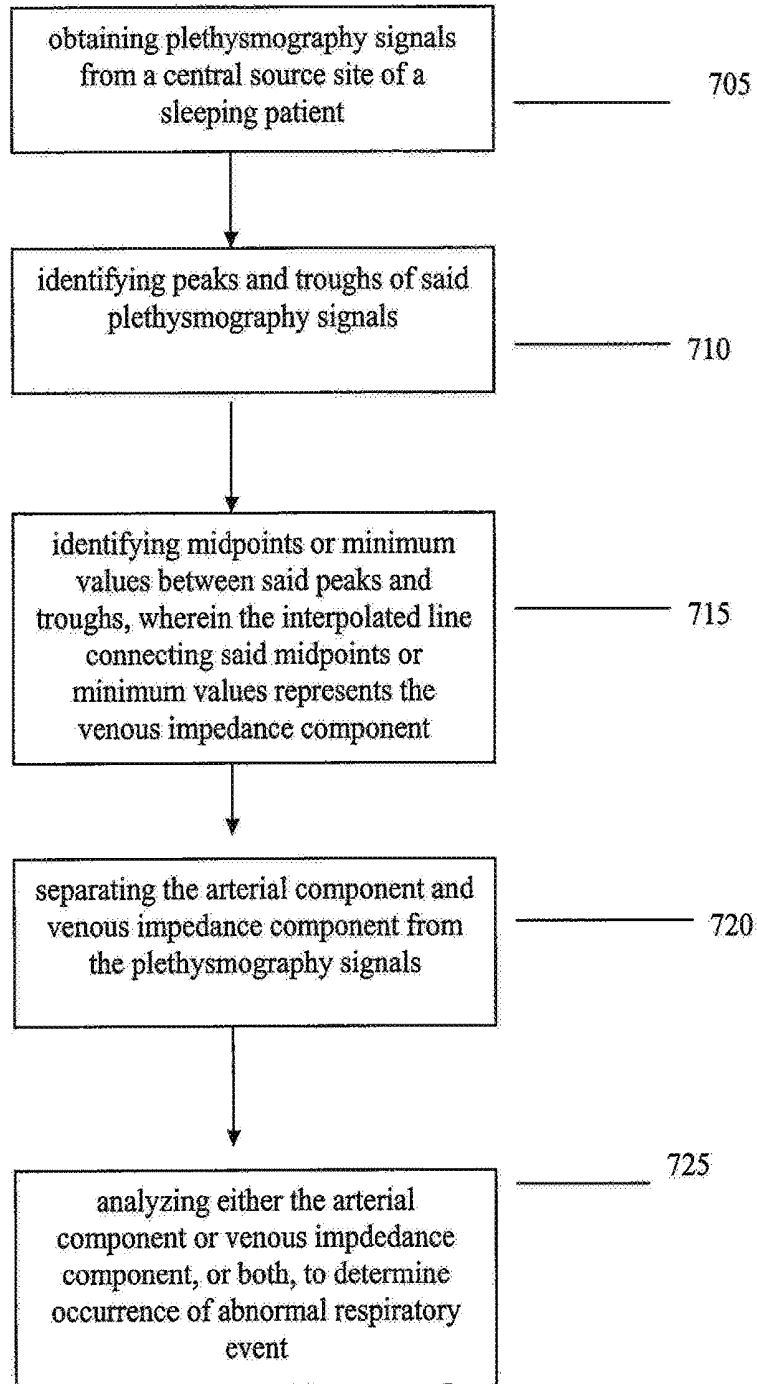 obtaining plethysmography signals
from a central source site of a
sleeping patient
705
identifying peaks and troughs of said
plethysmography signals
710
identifying midpoints or minimum
values between said peaks and
troughs, wherein the interpolated line
connecting said midpoints or
minimum values represents the
venous impedance component
715
separating the arterial component and
venous impedance component from
the plethysmography signals
720
725
analyzing either the arterial
component or venous impdedance
component, or both, to determine
occurrence of abnormal respiratory
event